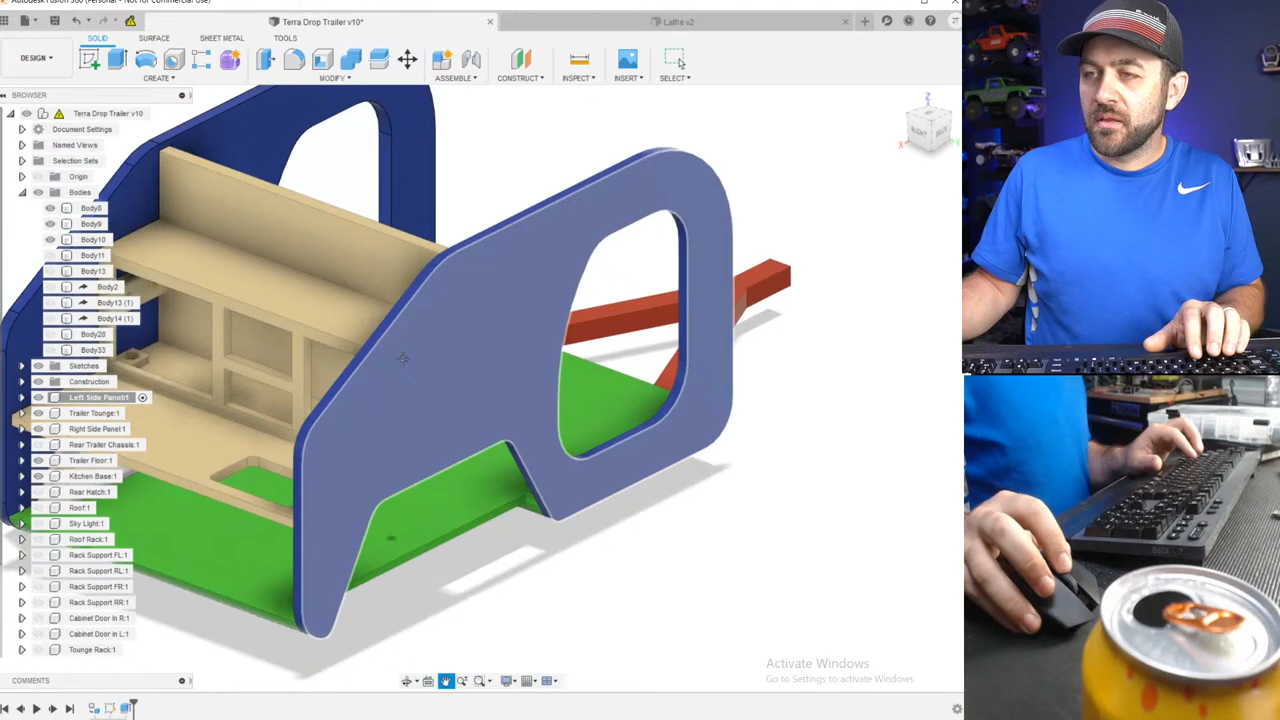 Autodesk Fusion 360 (Personal - Not for Commercial Use)
Terra Drop Trailer v10*
Lathe v2
JT
SOLID SURFACE SHEET METAL TOOLS
DESIGN
CREATE MODIFY ASSEMBLE CONSTRUCT INSPECT INSERT SELECT
BROWSER
Terra Drop Trailer v10
Document Settings
Named Views
Selection Sets
Origin
Bodies
Body8
Body9
Body10
Body11
Body13
Body2
Body13 (1)
Body14 (1)
Body28
Body33
Sketches
Construction
Left Side Panel:1
Trailer Tounge:1
Right Side Panel:1
Rear Trailer Chassis:1
Trailer Floor:1
Kitchen Base:1
Rear Hatch:1
Roof:1
Sky Light:1
Roof Rack:1
Rack Support FL:1
Rack Support RL:1
Rack Support FR:1
Rack Support RR:1
Cabinet Door In R:1
Cabinet Door in L:1
Tounge Rack:1
COMMENTS
Z
RIGHT
BACK
X
Activate Windows
Go to Settings to activate Windows.